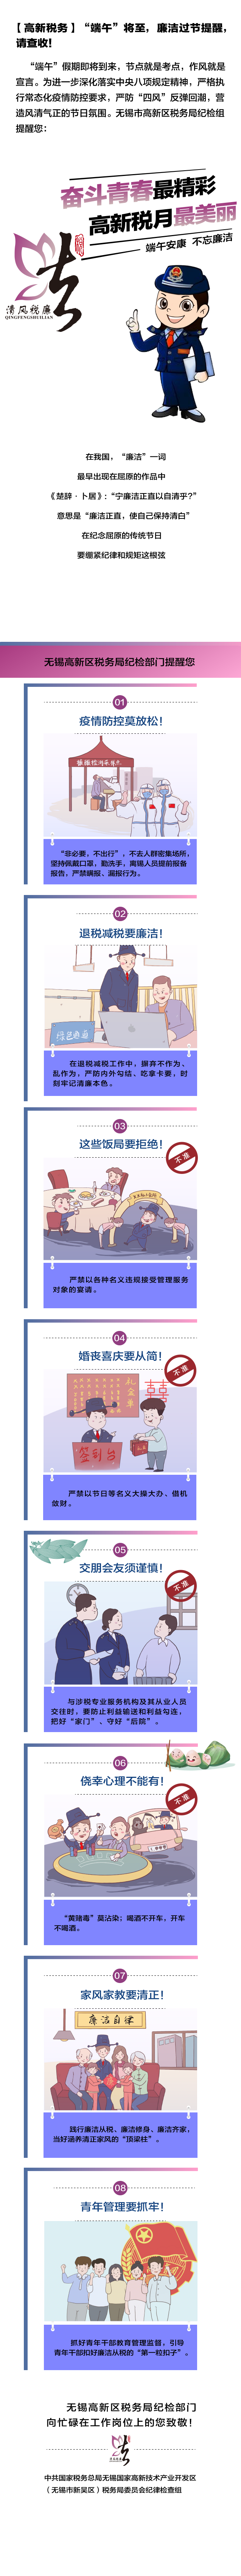 【高新税务】“端午”将至，廉洁过节提醒，
请查收！
“端午”假期即将到来，节点就是考点，作风就是
宣言。为进一步深化落实中央八项规定精神，严格执
行常态化疫情防控要求，严防“四风”反弹回潮，营
造风清气正的节日氛围。无锡市高新区税务局纪检组
提醒您：
奋斗青春最精彩
高新税月最美丽
端午安康 不忘廉洁
清风税廉
QINGFENGSHUILIAN
在我国，“廉洁”一词
最早出现在屈原的作品中
《楚辞·卜居》：“宁廉洁正直以自清乎？”
意思是“廉洁正直，使自己保持清白”
在纪念屈原的传统节日
要绷紧纪律和规矩这根弦
无锡高新区税务局纪检部门提醒您
01
疫情防控莫放松！
“非必要，不出行”，不去人群密集场所，
坚持佩戴口罩，勤洗手，离锡人员提前报备
报告，严禁瞒报、漏报行为。
02
退税减税要廉洁！
绿色通道
在退税减税工作中，摒弃不作为、
乱作为，严防内外勾结、吃拿卡要，时
刻牢记清廉本色。
03
这些饭局要拒绝！
不准
严禁以各种名义违规接受管理服务
对象的宴请。
04
婚丧喜庆要从简！
不准
礼金单
囍
签到台
严禁以节日等名义大操大办、借机
敛财。
05
交朋会友须谨慎！
不准
与涉税专业服务机构及其从业人员
交往时，要防止利益输送和利益勾连，
把好“家门”、守好“后院”。
06
侥幸心理不能有！
不准
“黄赌毒”莫沾染；喝酒不开车，开车
不喝酒。
07
家风家教要清正！
廉洁自律
践行廉洁从税、廉洁修身、廉洁齐家，
当好涵养清正家风的“顶梁柱”。
08
青年管理要抓牢！
抓好青年干部教育管理监督，引导
青年干部扣好廉洁从税的“第一粒扣子”。
无锡高新区税务局纪检部门
向忙碌在工作岗位上的您致敬！
中共国家税务总局无锡国家高新技术产业开发区
（无锡市新吴区）税务局委员会纪律检查组